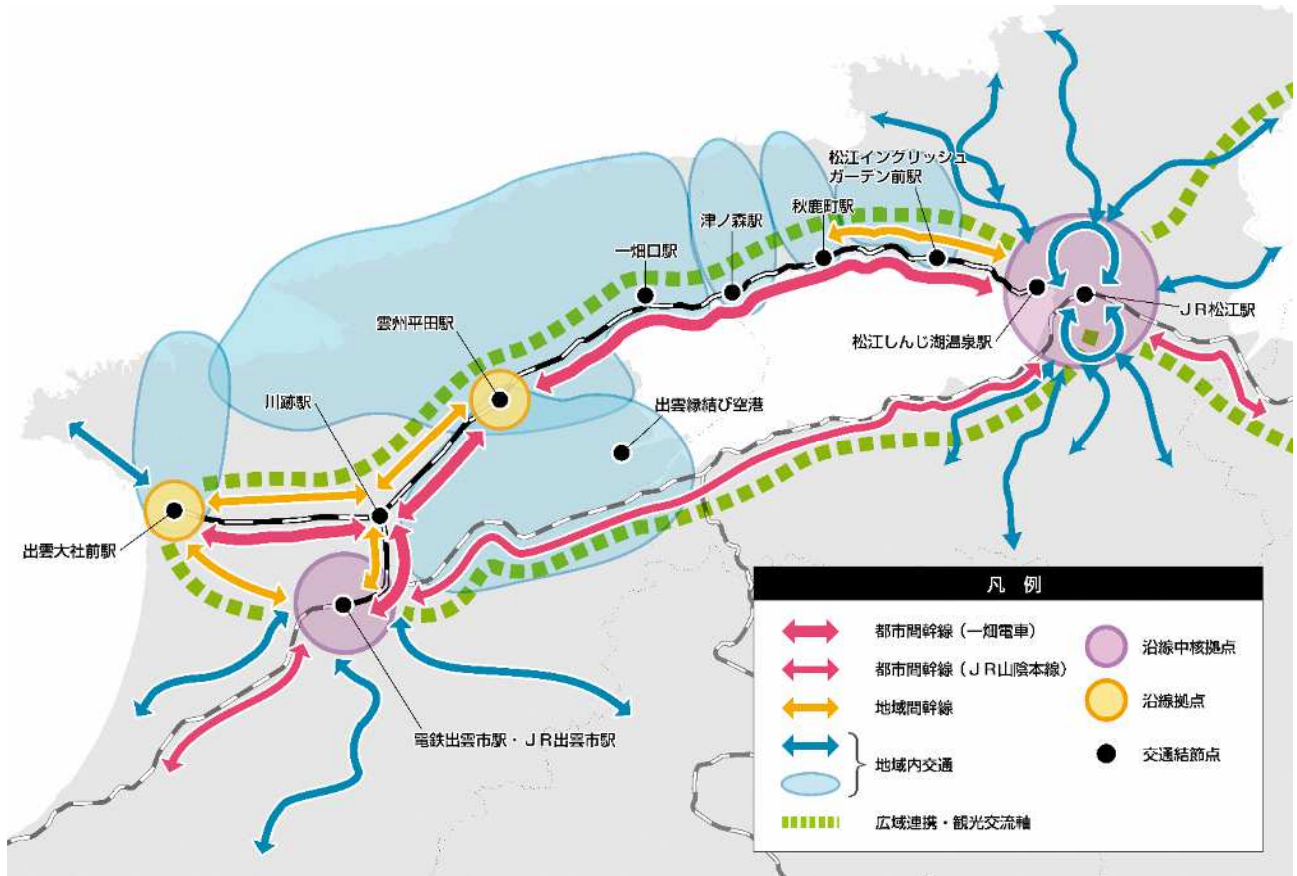 松江イングリッシュ
ガーデン前駅
秋鹿町駅
津ノ森駅
一畑口駅
雲州平田駅
川跡駅
出雲縁結び空港
松江しんじ湖温泉駅
JR松江駅
出雲大社前駅
電鉄出雲市駅・JR出雲市駅
凡 例
都市間幹線(一畑電車)
都市間幹線(JR山陰本線)
地域間幹線
地域内交通
広域連携・観光交流軸
沿線中核拠点
沿線拠点
交通結節点